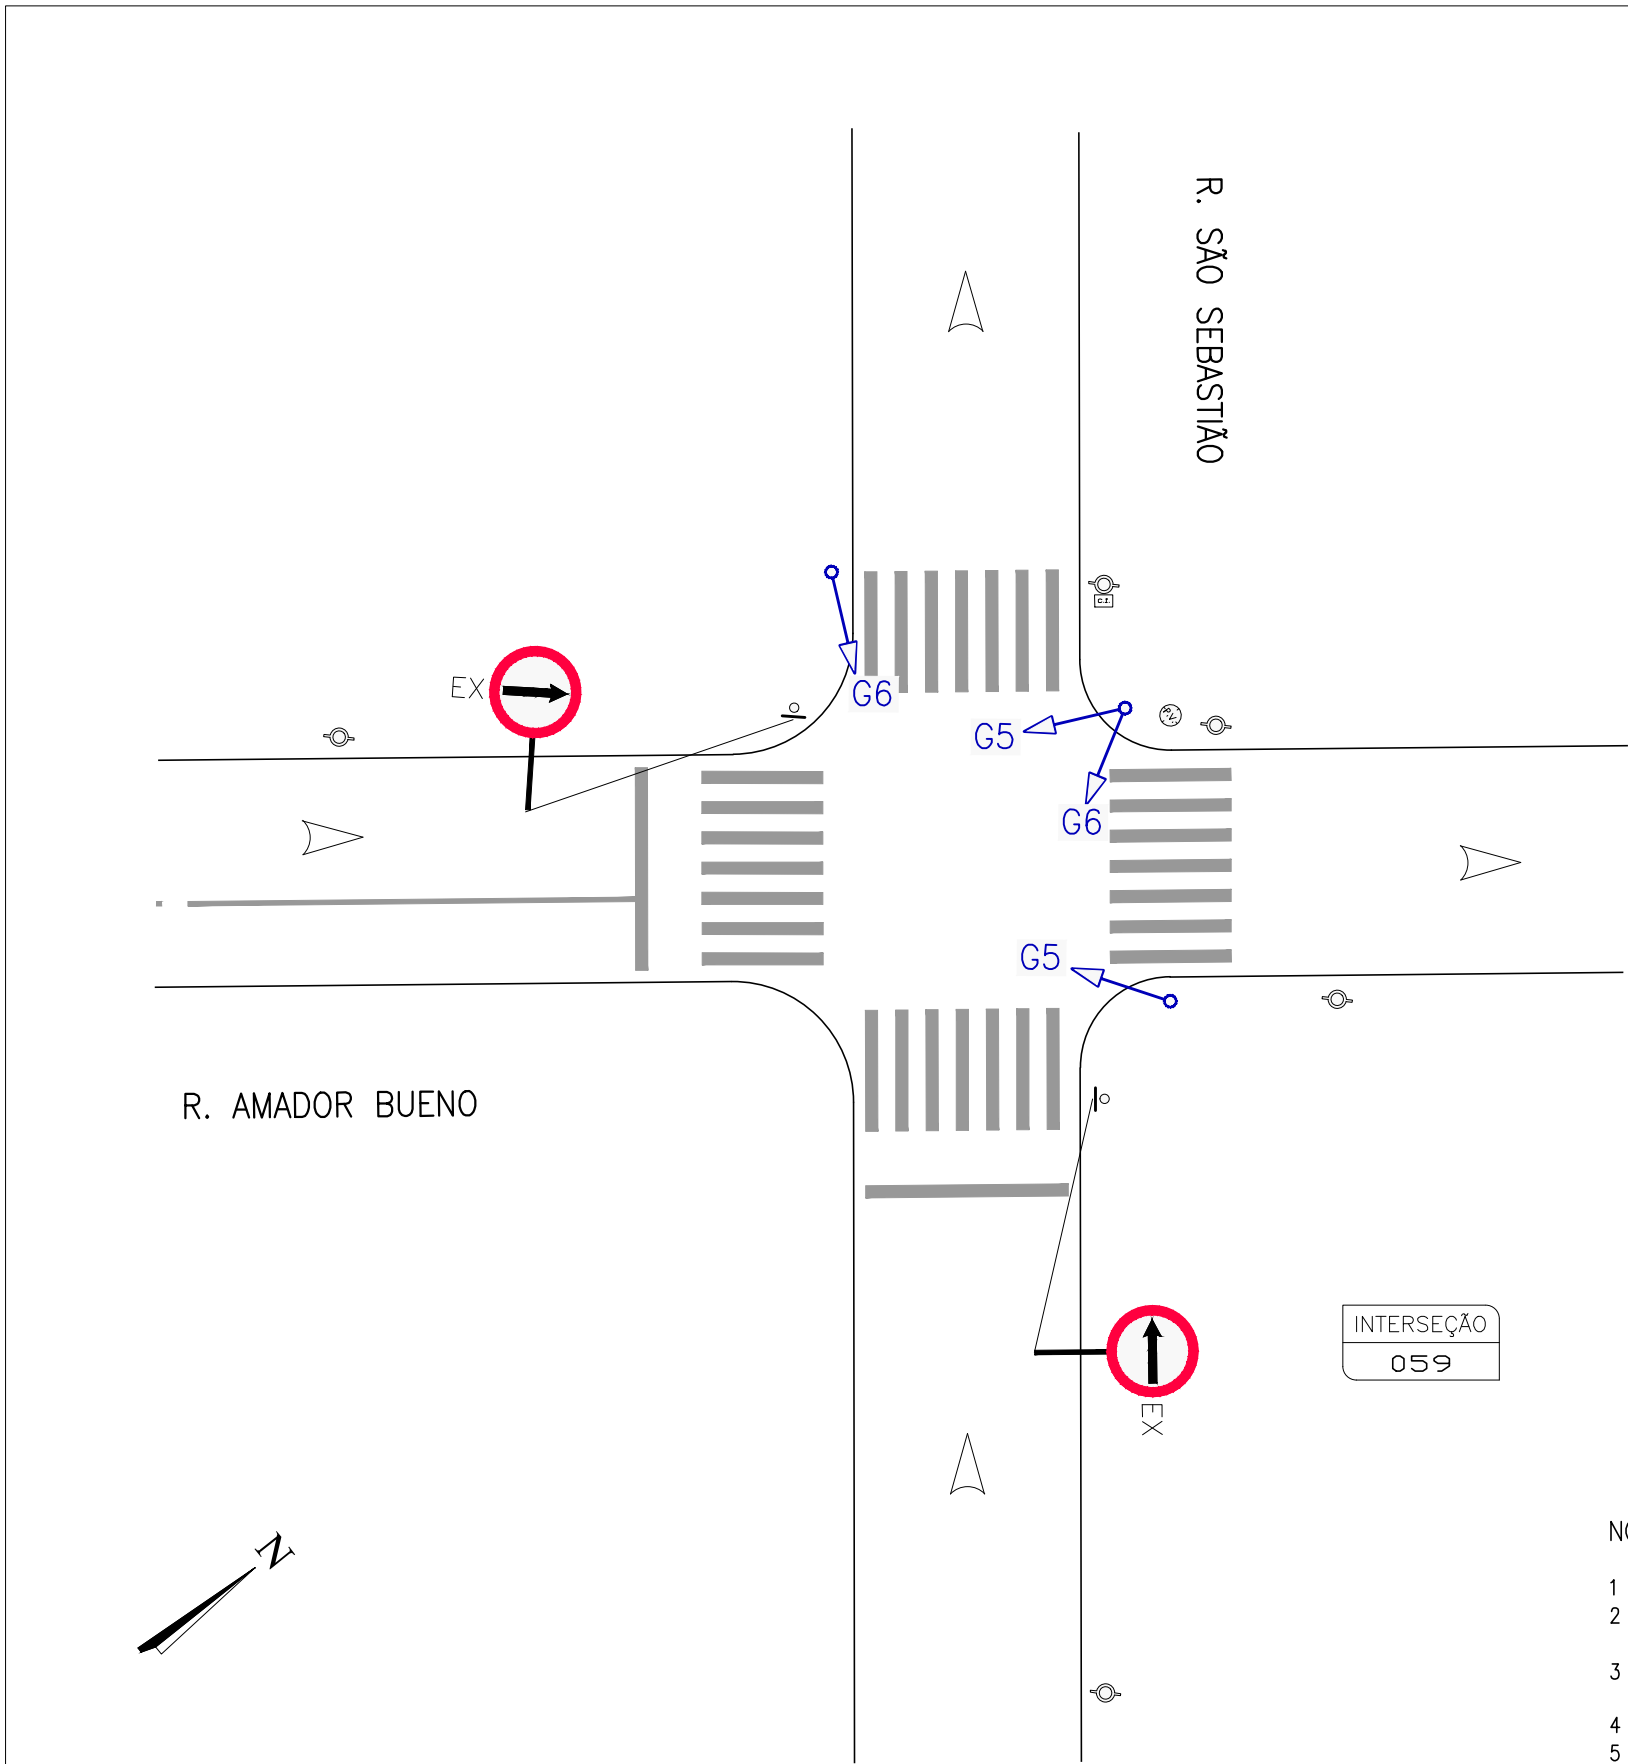 R. SÃO SEBASTIÃO
C.I.
EX
G6
P.V.
G5
G6
G5
R. AMADOR BUENO
INTERSEÇÃO
059
EX
N
1
2
3
4
5